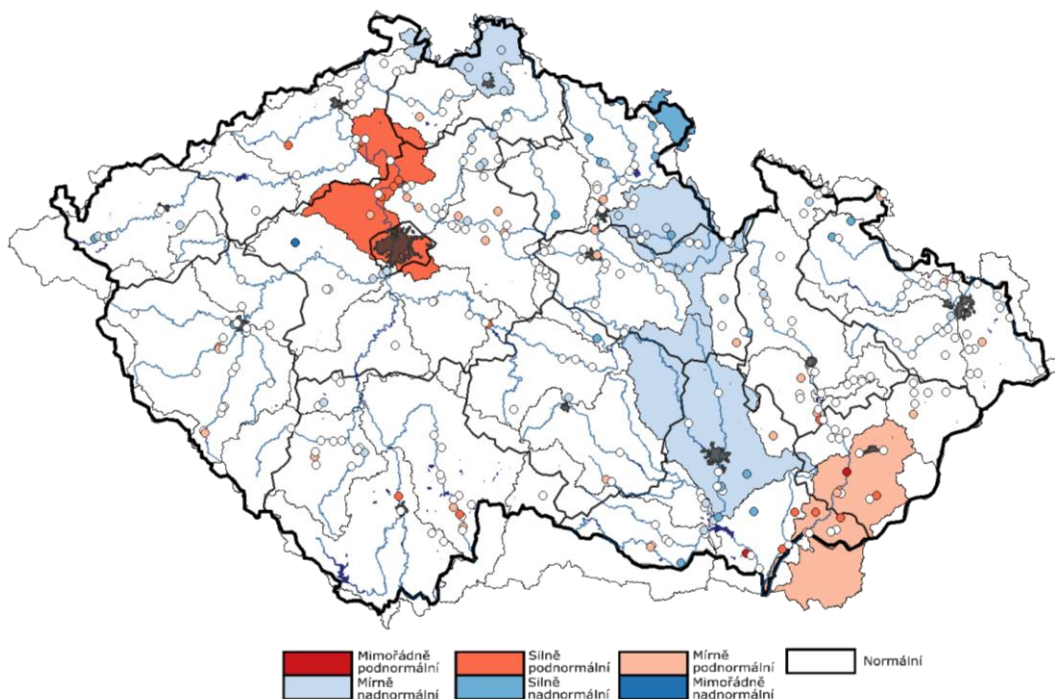 Mimořádně
podnormální
Silně
podnormální
Mírně
podnormální
Normální
Mírně
nadnormální
Silně
nadnormální
Mimořádně
nadnormální